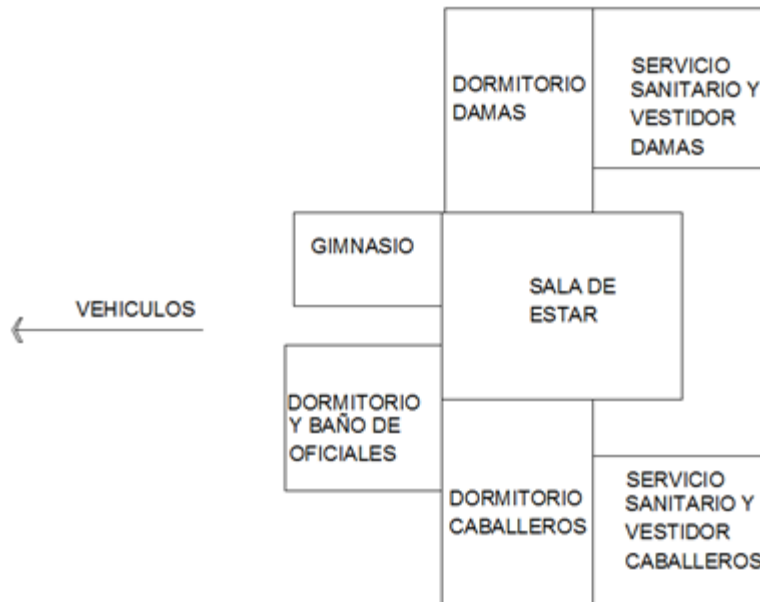 DORMITORIO
DAMAS
SERVICIO
SANITARIO Y
VESTIDOR
DAMAS
GIMNASIO
SALA DE
ESTAR
VEHICULOS
DORMITORIO
Y BAÑO DE
OFICIALES
DORMITORIO
CABALLEROS
SERVICIO
SANITARIO Y
VESTIDOR
CABALLEROS